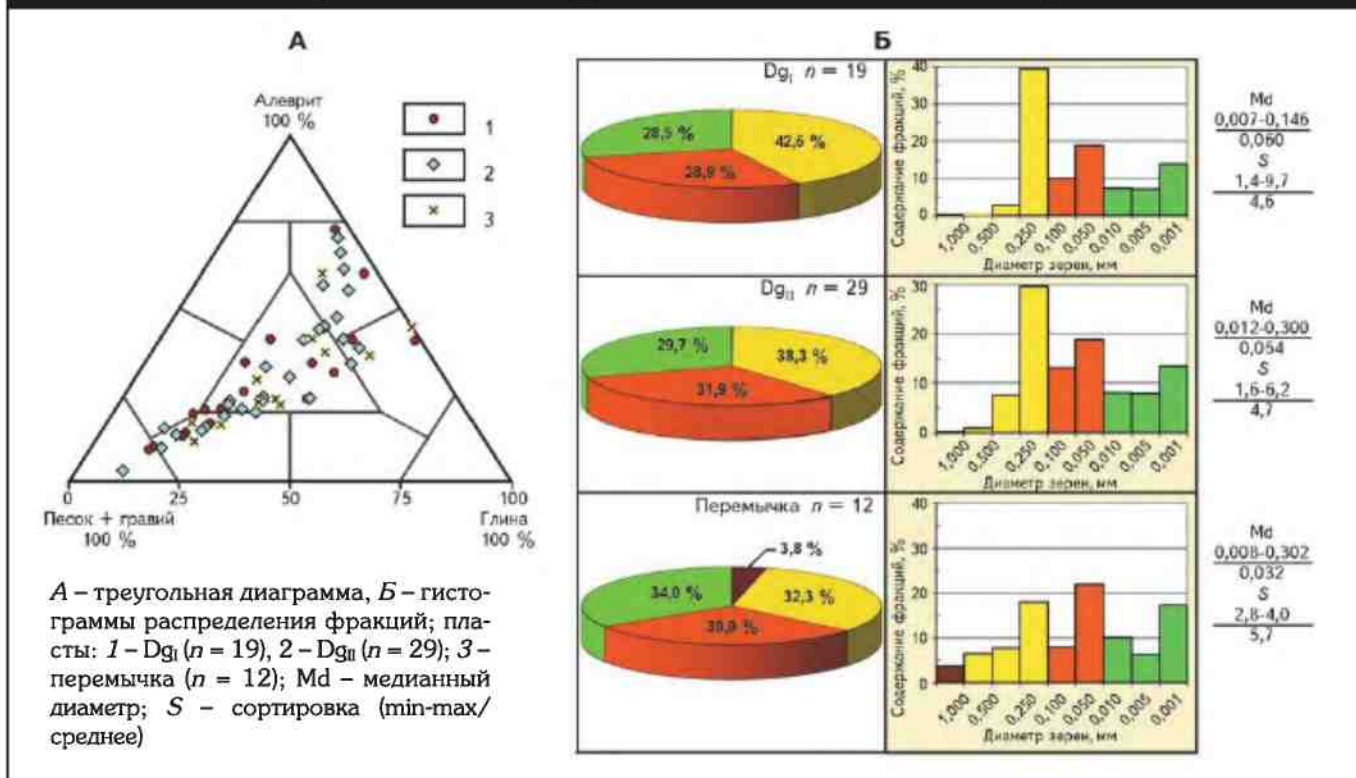 А
Алеврит
100 %
1
2
3
0
25
50
75
100
Песок + гравий
100 %
Глина
100 %
А – треугольная диаграмма, Б – гисто-
граммы распределения фракций; пла-
сты: 1 – DgI (n = 19), 2 – DgIII (n = 29); 3 –
перемычка (n = 12); Md – медианный
диаметр; S – сортировка (min-max/
среднее)
Б
DgI n = 19
28,5 %
42,6 %
28,9 %
Содержание фракций, %
40
30
20
10
0
1,000
0,500
0,250
0,100
0,050
0,010
0,005
0,001
Диаметр зерен, мм
Md
0,007-0,146
0,060
S
1,4-9,7
4,6
DgII n = 29
29,7 %
38,3 %
31,9 %
Содержание фракций, %
30
20
10
0
1,000
0,500
0,250
0,100
0,050
0,010
0,005
0,001
Диаметр зерен, мм
Md
0,012-0,300
0,054
S
1,6-6,2
4,7
Перемычка n = 12
3,8 %
34,0 %
32,3 %
Содержание фракций, %
40
30
20
10
0
1,000
0,500
0,250
0,100
0,050
0,010
0,005
0,001
Диаметр зерен, мм
Md
0,008-0,302
0,032
S
2,8-4,0
5,7